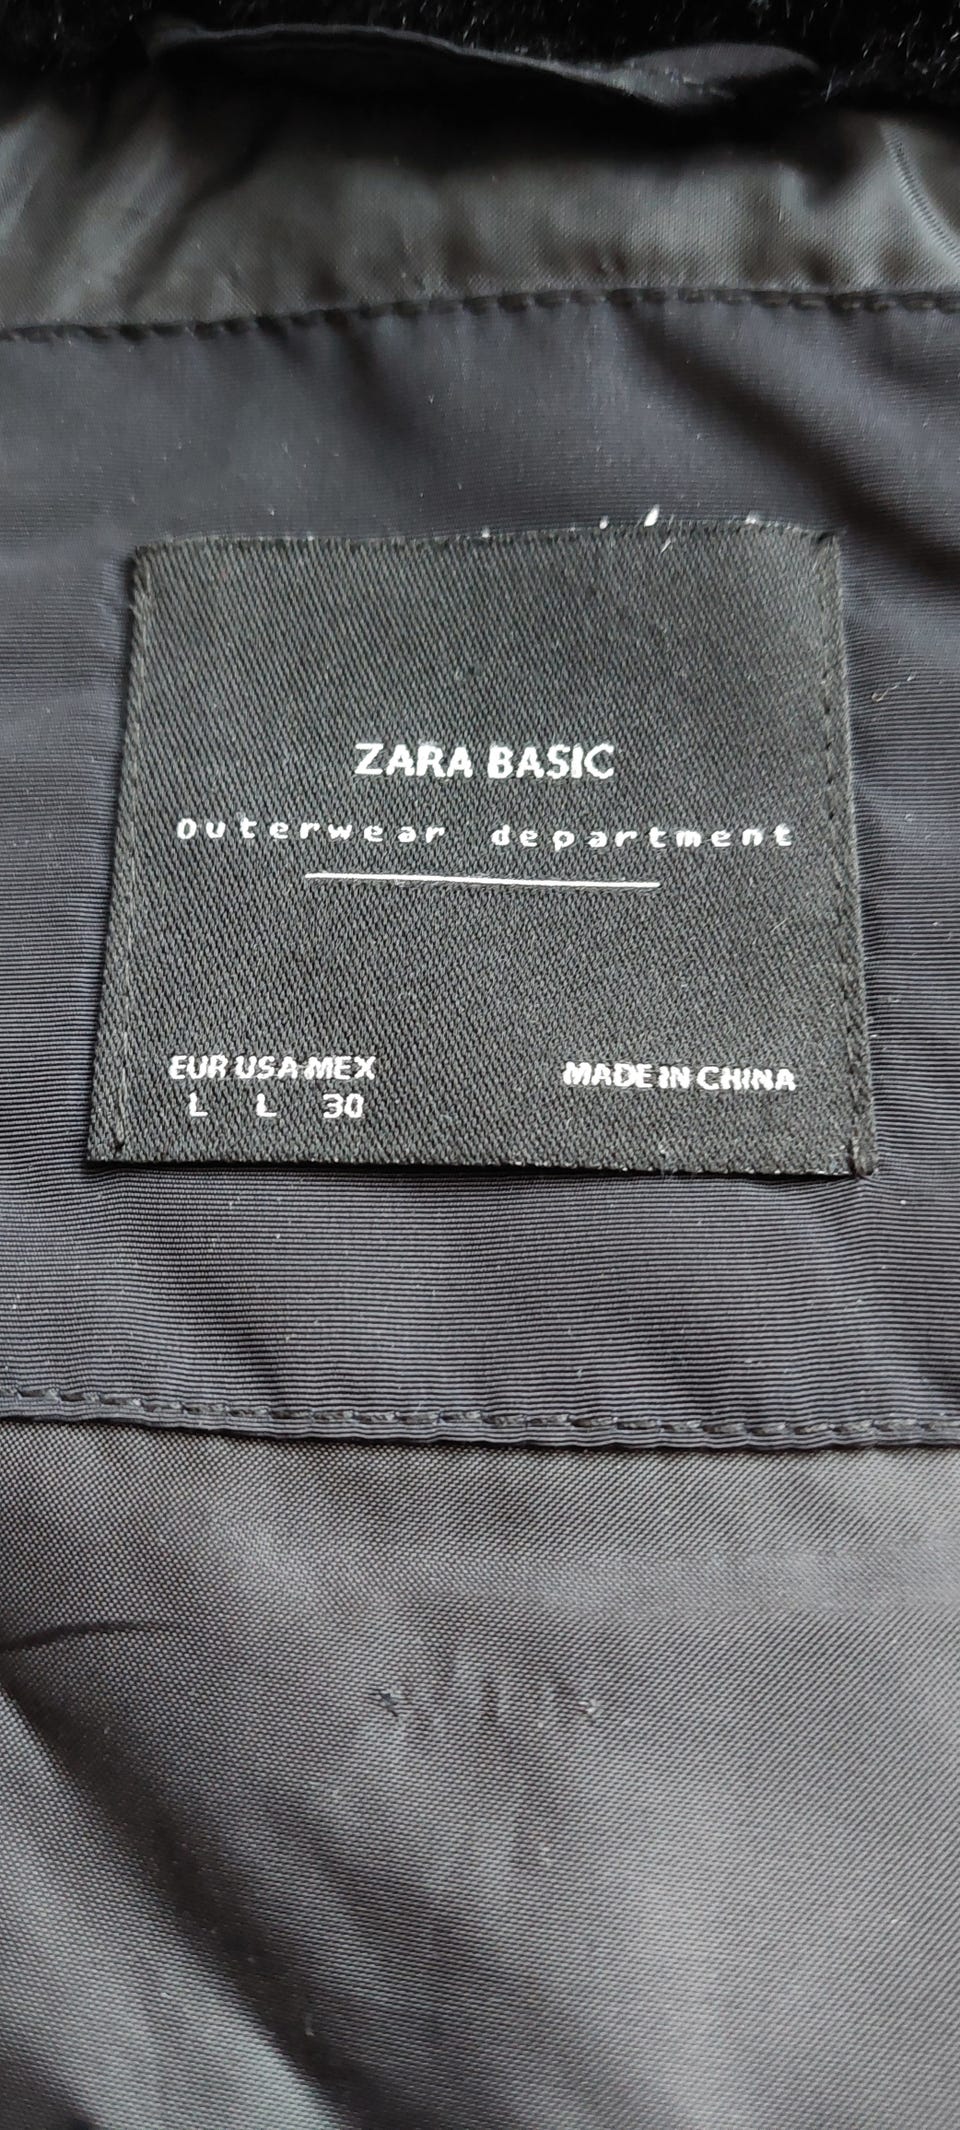 ZARA BASIC
outerwear department
EUR USA MEX
L L 30
MADE IN CHINA